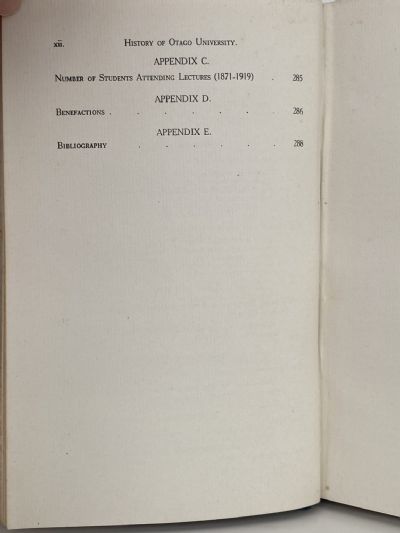 xii. History of Otago University.
APPENDIX C.
Number of Students Attending Lectures (1871-1919) . 285
APPENDIX D.
Benefactions . . . . . . 286
APPENDIX E.
Bibliography . . . . . 288